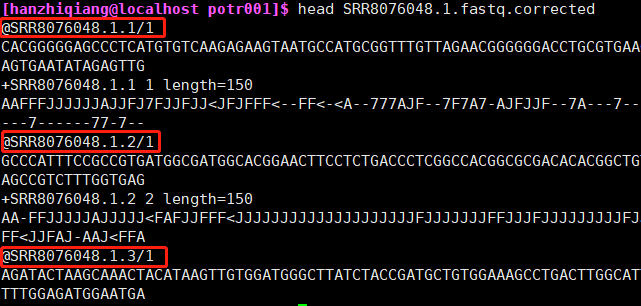 [hanzhiqiang@localhost potr001]$ head SRR8076048.1.fastq.corrected
@SRR8076048.1.1/1
CACGGGGGAGCCCTCATGTGTCAAGAGAAGTAATGCCATGCGGTTTGTTAGAACGGGGGGACCTGCGTGAA
AGTGAATATAGAGTTG
+SRR8076048.1.1 1 length=150
AAFFFJJJJJJAJJFJ7FJJFJJ<JFJFFF<--FF<-<A--777AJF--7F7A7-AJFJJF--7A---7--
---7------77-7--
@SRR8076048.1.2/1
GCCCATTTCCGCCGTGATGGCGATGGCACGGAACTTCCTCTGACCCTCGGCCACGGCGCGACACACGGCTG
AGCCGTCTTTGGTGAG
+SRR8076048.1.2 2 length=150
AA-FFJJJJJAJJJJJ<FAFJJFFF<JJJJJJJJJJJJJJJJJJJJJFJJJJJJJFFJJJFJJJJJJJJJFJ
FF<JJFAJ-AAJ<FFA
@SRR8076048.1.3/1
AGATACTAAGCAAACTACATAAGTTGTGGATGGGCTTATCTACCGATGCTGTGGAAAGCCTGACTTGGCAT
TTTGGAGATGGAATGA